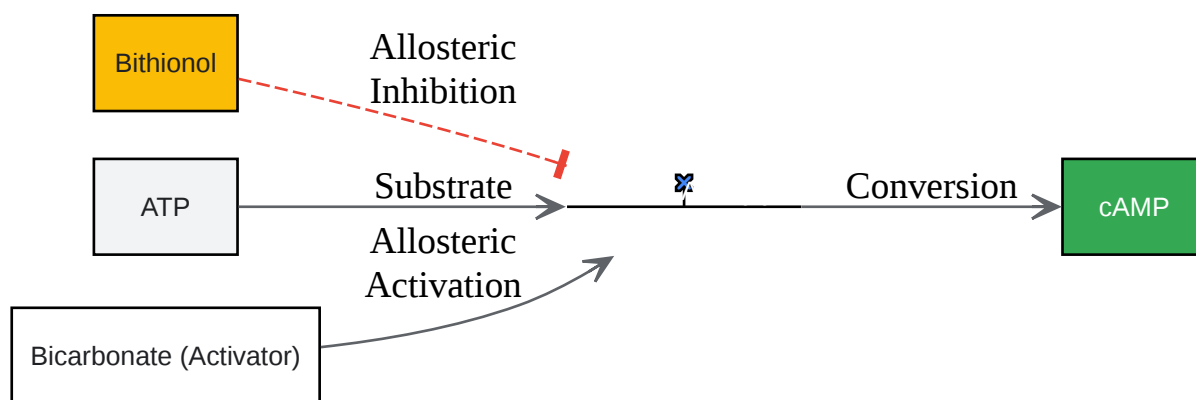 Bithionol
Allosteric
Inhibition
ATP
Substrate
Conversion
cAMP
Allosteric
Activation
Bicarbonate (Activator)